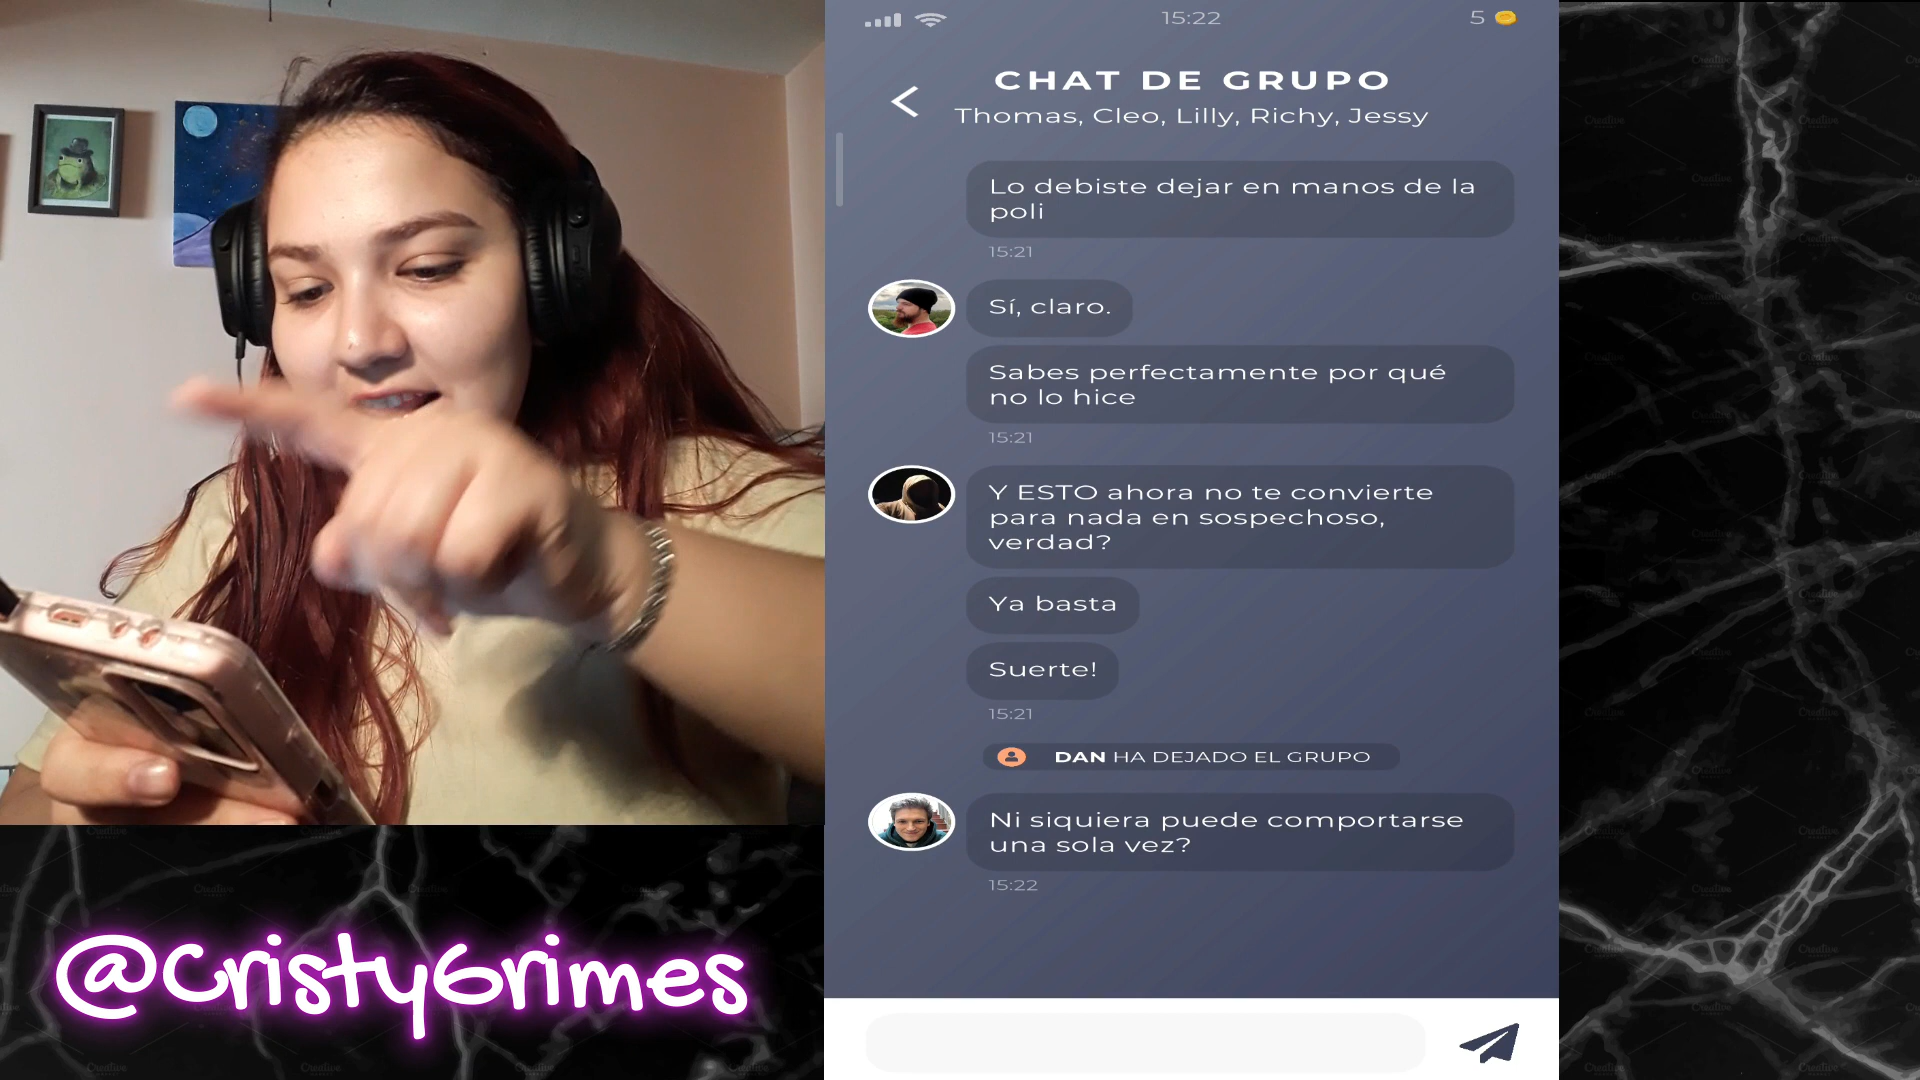 15:22
5
CHAT DE GRUPO
Thomas, Cleo, Lilly, Richy, Jessy
Lo debiste dejar en manos de la
poli
15:21
Sí, claro.
Sabes perfectamente por qué
no lo hice
15:21
Y ESTO ahora no te convierte
para nada en sospechoso,
verdad?
Ya basta
Suerte!
15:21
DAN HA DEJADO EL GRUPO
Ni siquiera puede comportarse
una sola vez?
15:22
@CristyGrimes